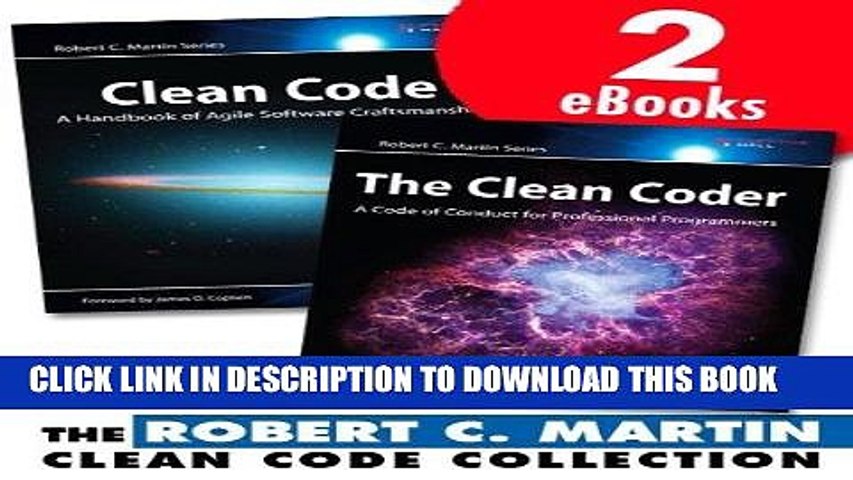 Robert C. Martin Series
Clean Code
A Handbook of Agile Software
Foreword by James O. Coplien
2
eBooks
Robert C. Martin Series
The Clean Coder
A Code of Conduct for Professional Programmers
CLICK LINK IN DESCRIPTION TO DOWNLOAD THIS BOOK
THE ROBERT C. MARTIN
CLEAN CODE COLLECTION